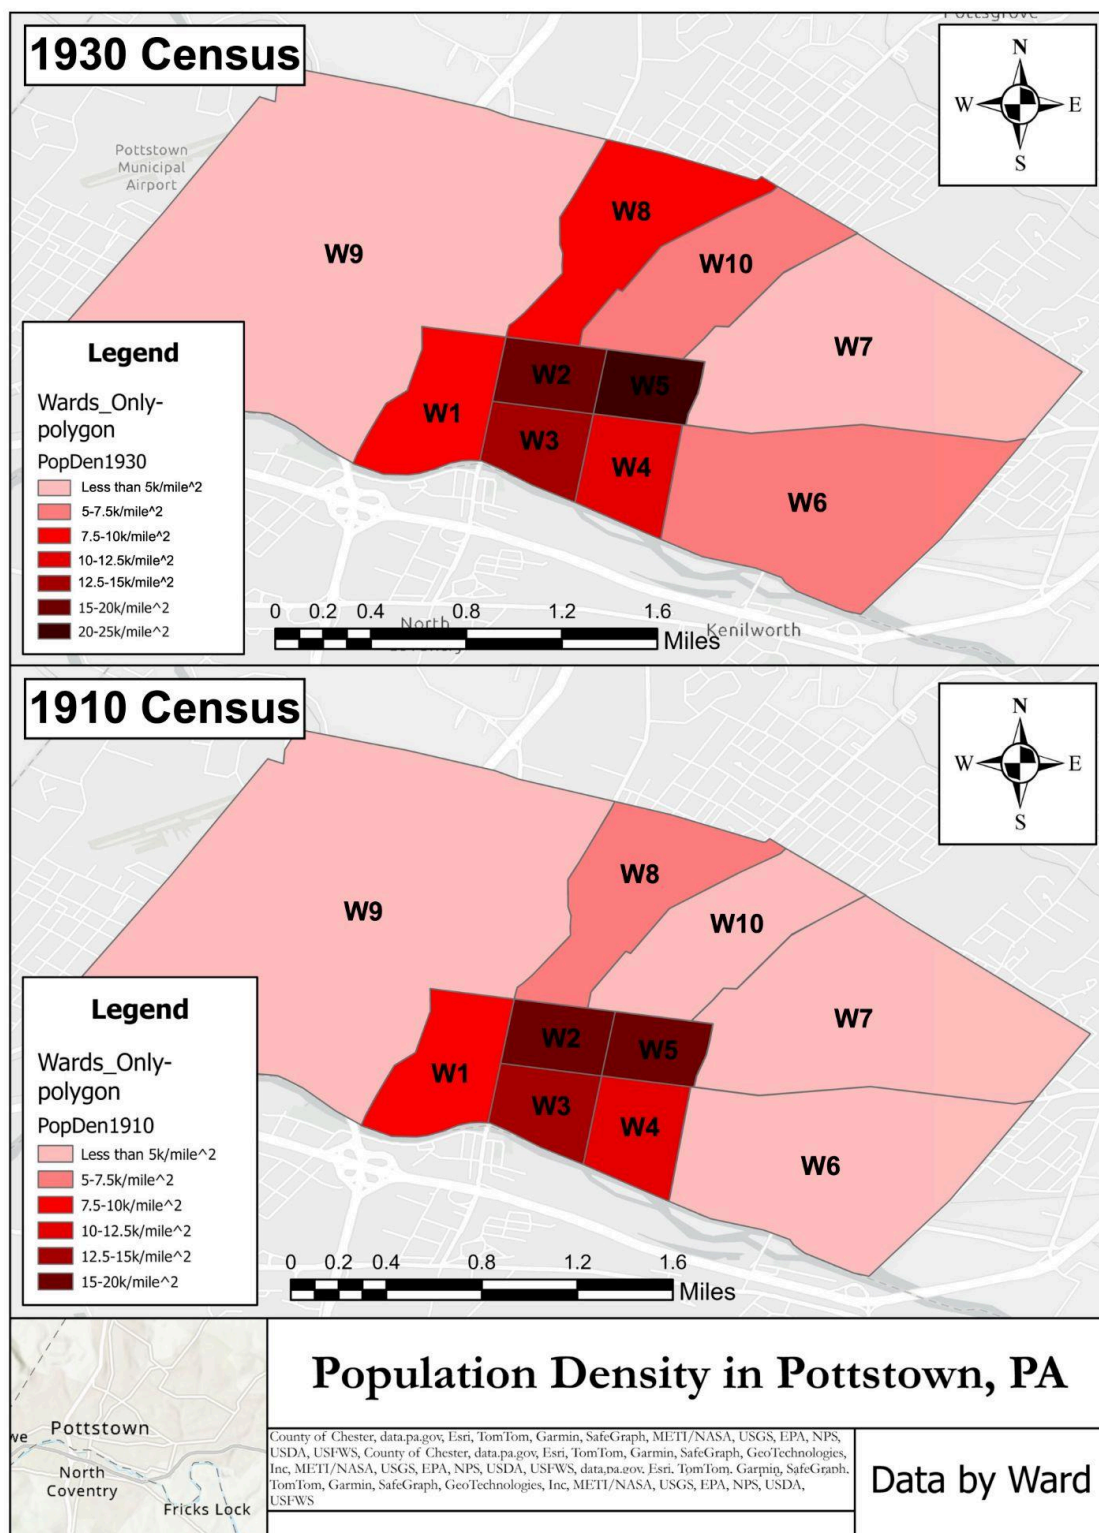 Pottsgrove
1930 Census
N
W
E
S
Pottstown
Municipal
Airport
W8
W9
W10
W7
Legend
Wards_Only-
polygon
PopDen1930
Less than 5k/mile^2
5-7.5k/mile^2
7.5-10k/mile^2
10-12.5k/mile^2
12.5-15k/mile^2
15-20k/mile^2
20-25k/mile^2
W2
W5
W1
W3
W4
W6
0 0.2 0.4 0.8 1.2 1.6
Miles
North
Coventry
Kenilworth
1910 Census
N
W
E
S
W8
W9
W10
W7
Legend
Wards_Only-
polygon
PopDen1910
Less than 5k/mile^2
5-7.5k/mile^2
7.5-10k/mile^2
10-12.5k/mile^2
12.5-15k/mile^2
15-20k/mile^2
W2
W5
W1
W3
W4
W6
0 0.2 0.4 0.8 1.2 1.6
Miles
we
Pottstown
North
Coventry
Fricks Lock
Population Density in Pottstown, PA
County of Chester, data.pa.gov, Esri, TomTom, Garmin, SafeGraph, METI/NASA, USGS, EPA, NPS,
USDA, USFWS, County of Chester, data.pa.gov, Esri, TomTom, Garmin, SafeGraph, GeoTechnologies,
Inc, METI/NASA, USGS, EPA, NPS, USDA, USFWS, data.pa.gov, Esri, TomTom, Garmin, SafeGraph,
TomTom, Garmin, SafeGraph, GeoTechnologies, Inc, METI/NASA, USGS, EPA, NPS, USDA,
USFWS
Data by Ward